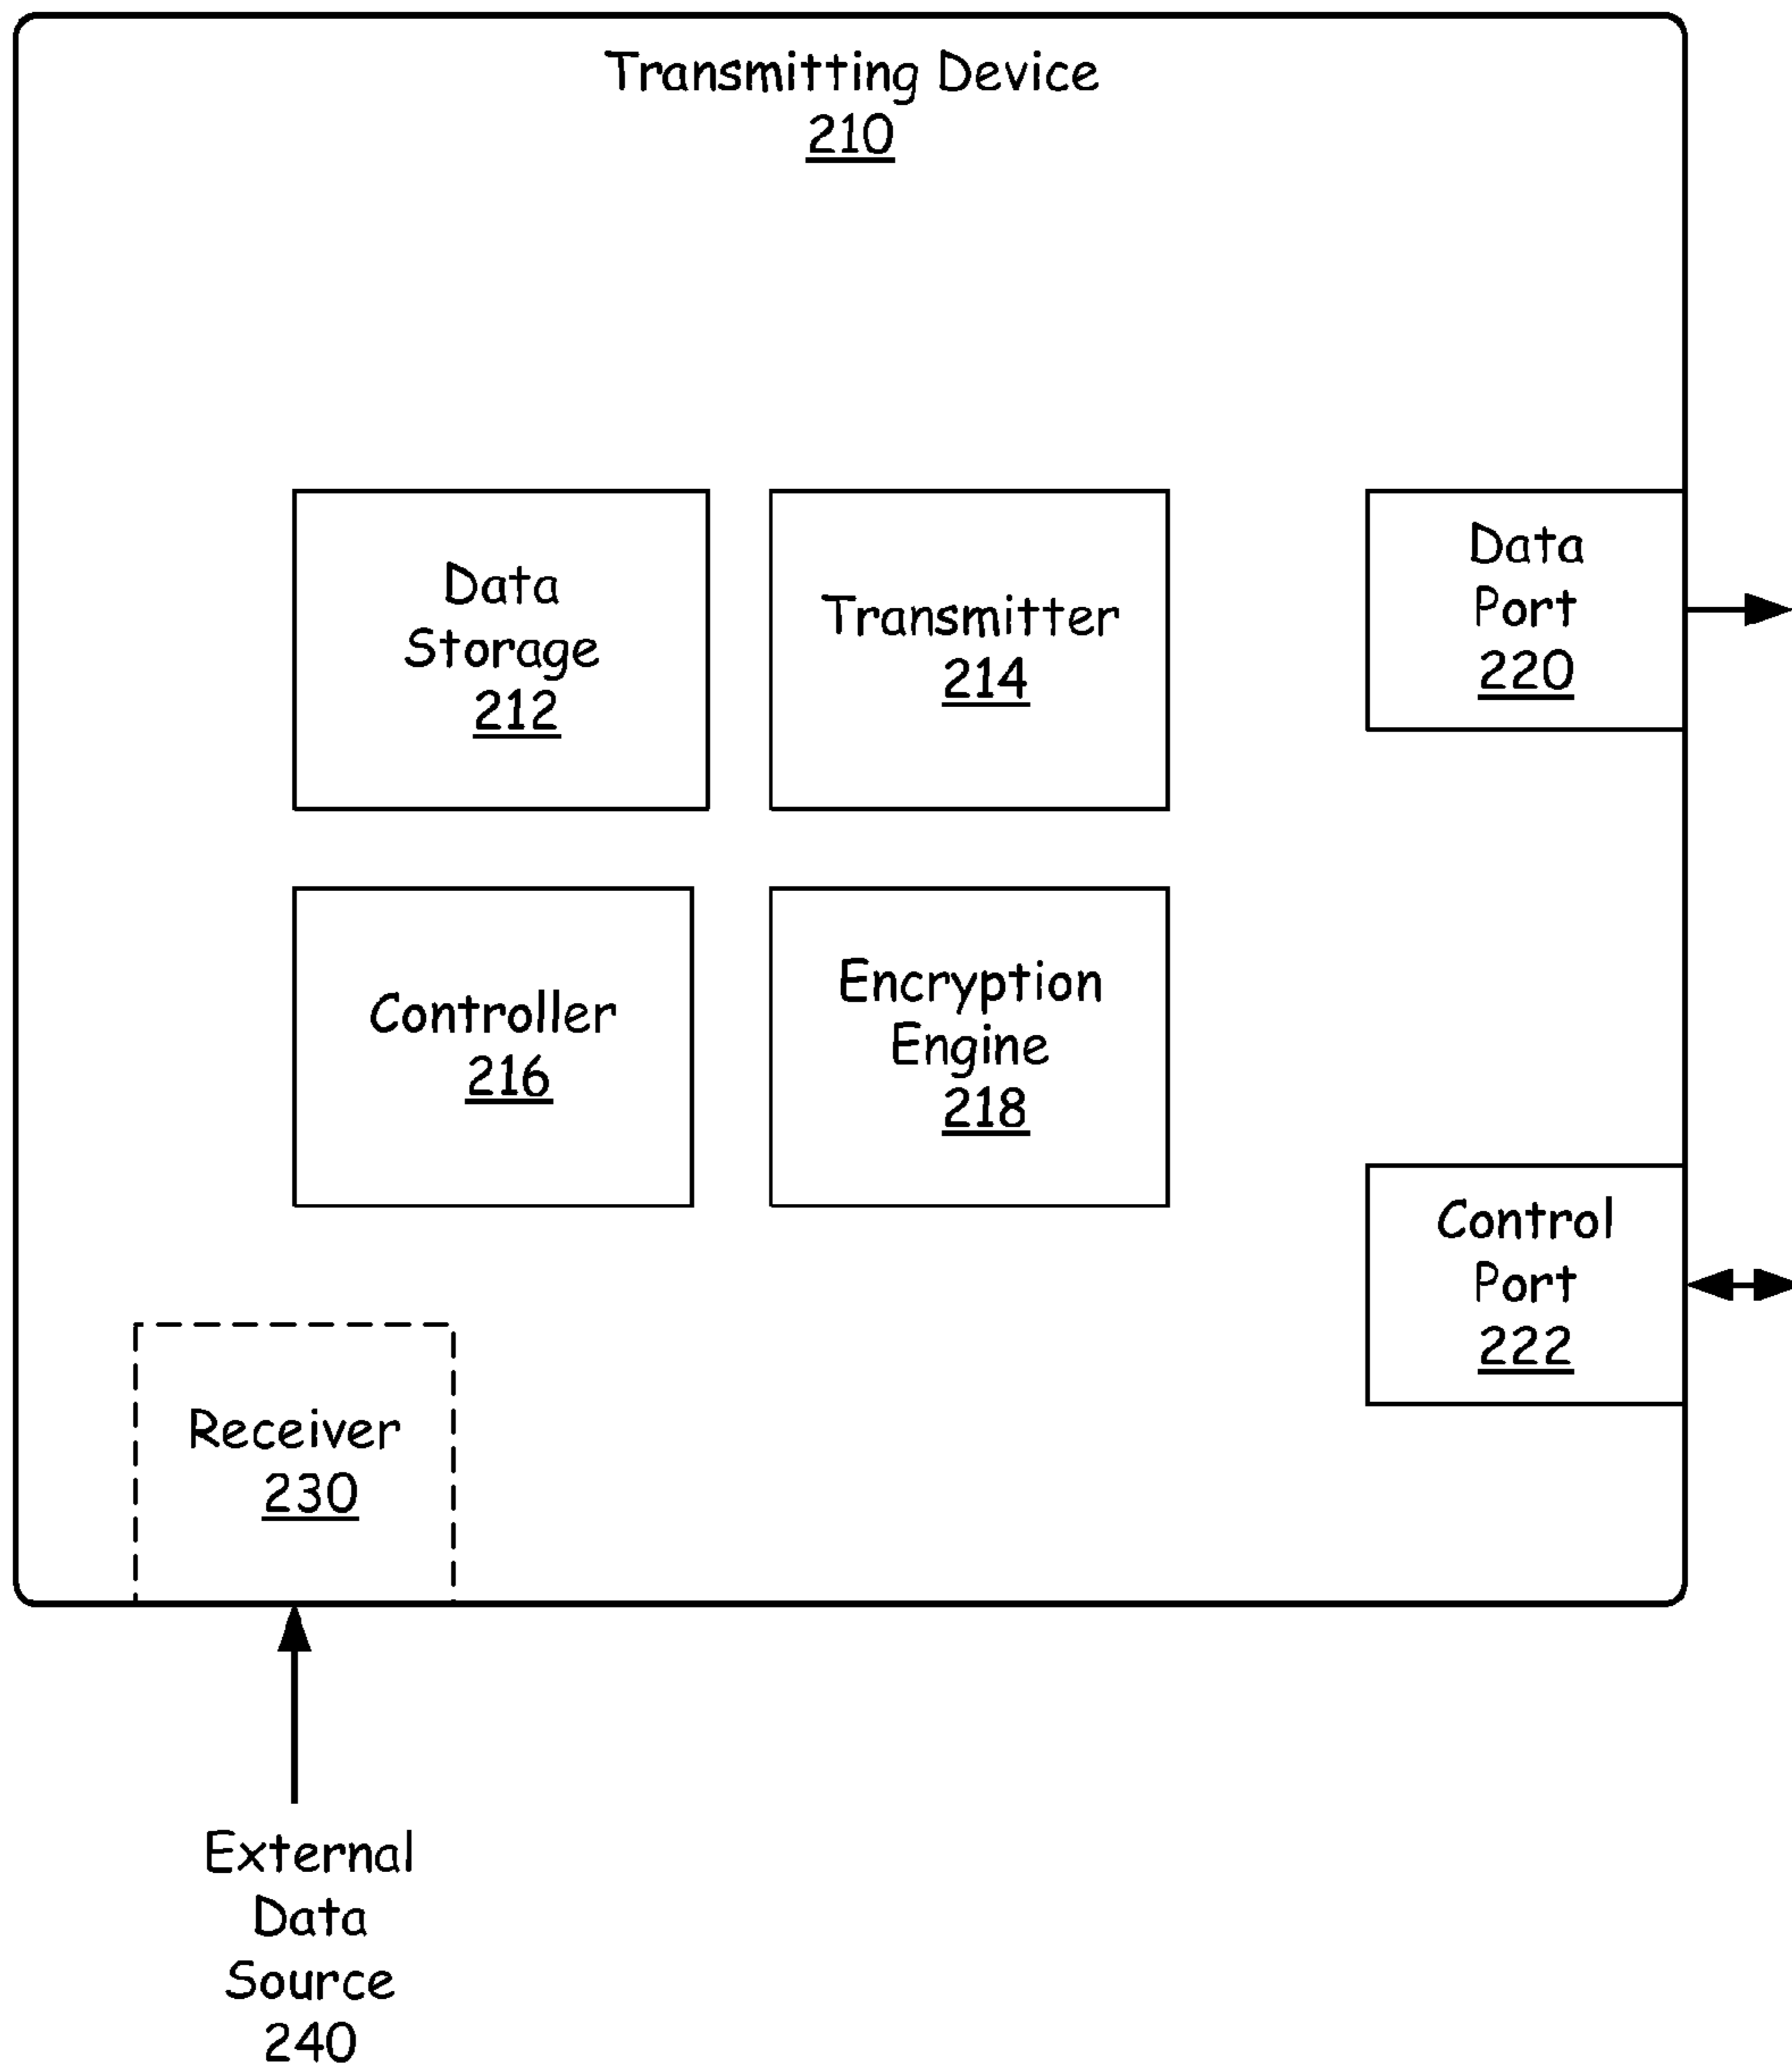 Transmitting Device
210
Data
Storage
212
Transmitter
214
Data
Port
220
Controller
216
Encryption
Engine
218
Control
Port
222
Receiver
230
External
Data
Source
240